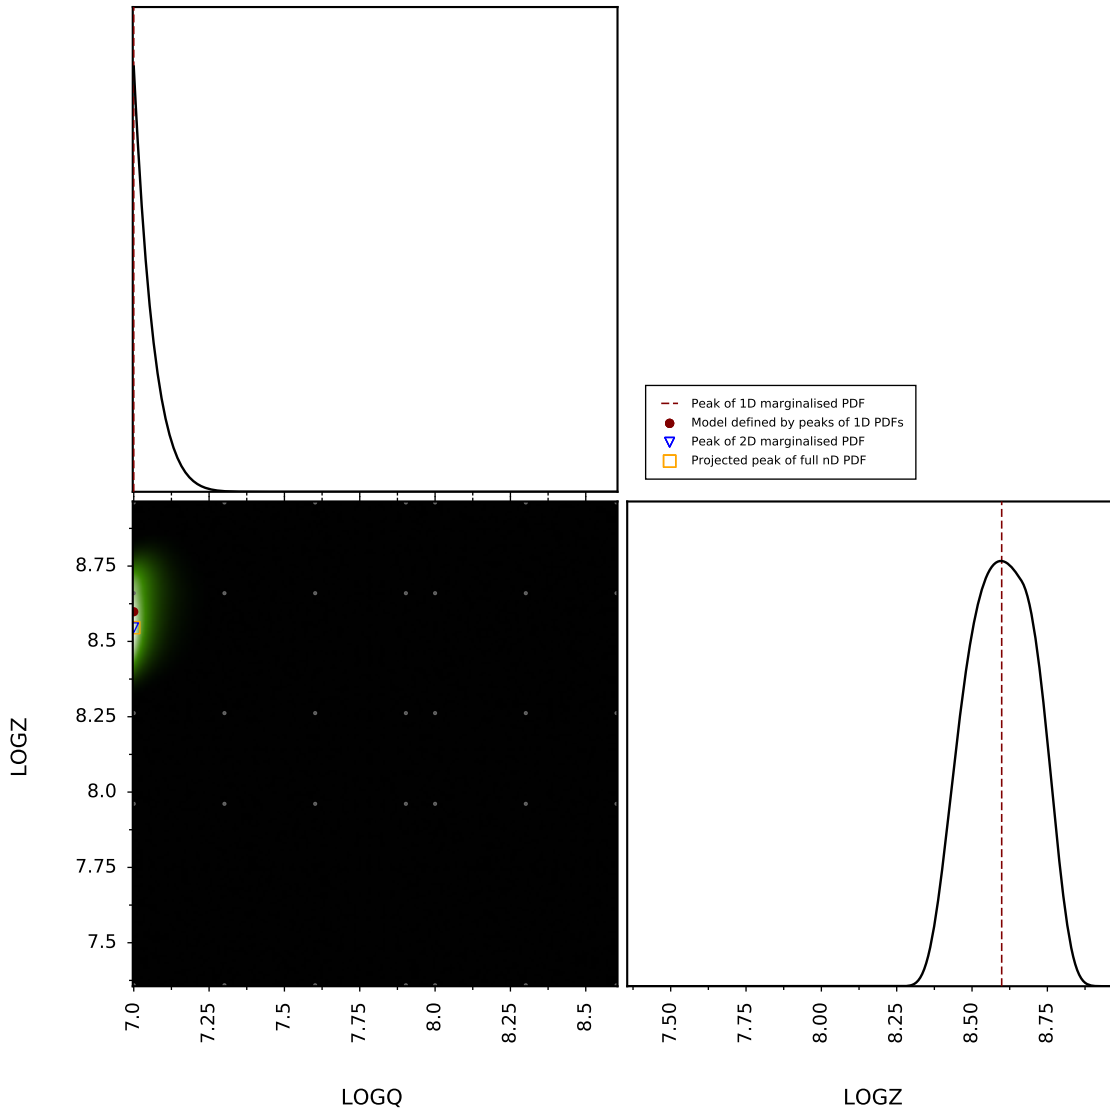 Peak of 1D marginalised PDF
Model defined by peaks of 1D PDFs
Peak of 2D marginalised PDF
Projected peak of full nD PDF
8.75
8.5
8.25
8.0
7.75
7.5
LOGZ
7.0 7.25 7.5 7.75 8.0 8.25 8.5
LOGQ
7.50 7.75 8.00 8.25 8.50 8.75
LOGZ